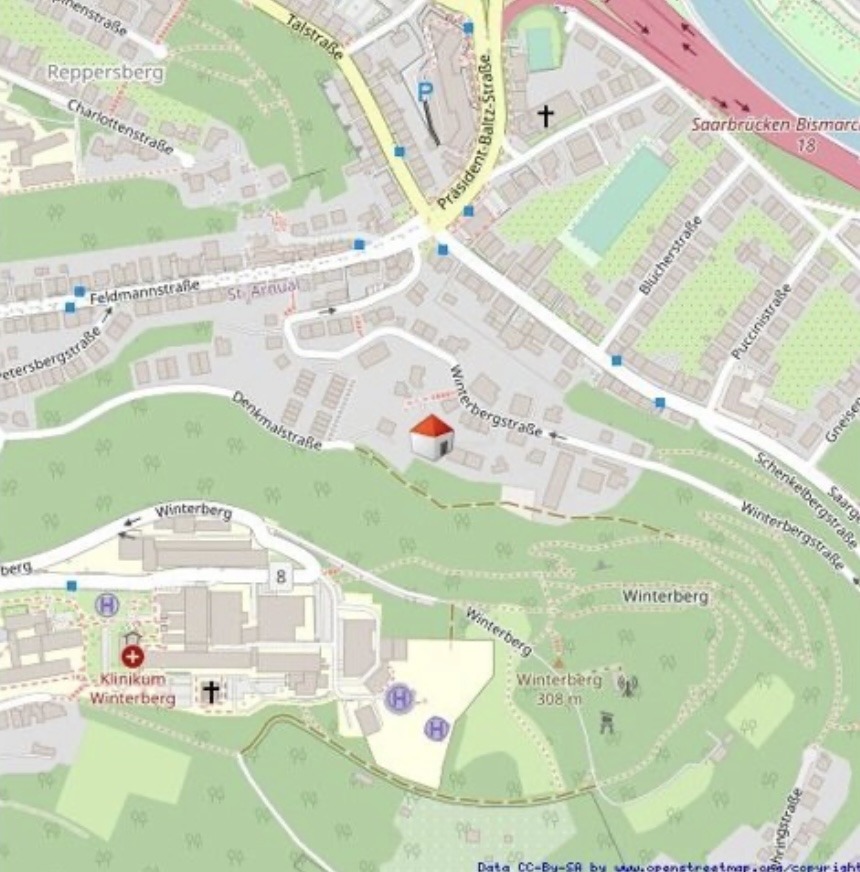 Talstraße
Reppersberg
Charlottenstraße
P
Präsident-Baltz-Straße
Saarbrücken-Bismarc
18
Blücherstraße
Feldmannstraße
St. Arnual
Puccinistraße
etersbergstraße
Winterbergstraße
Denkmalstraße
Gneisen
Schenkelbergstraße
Saarge
Winterbergstraße
Winterberg
berg
8
H
Winterberg
Winterberg
Klinikum
Winterberg
Winterberg
308 m
H
H
hringstraße
Data CC-By-SA by www.openstreetmap.org/copyright